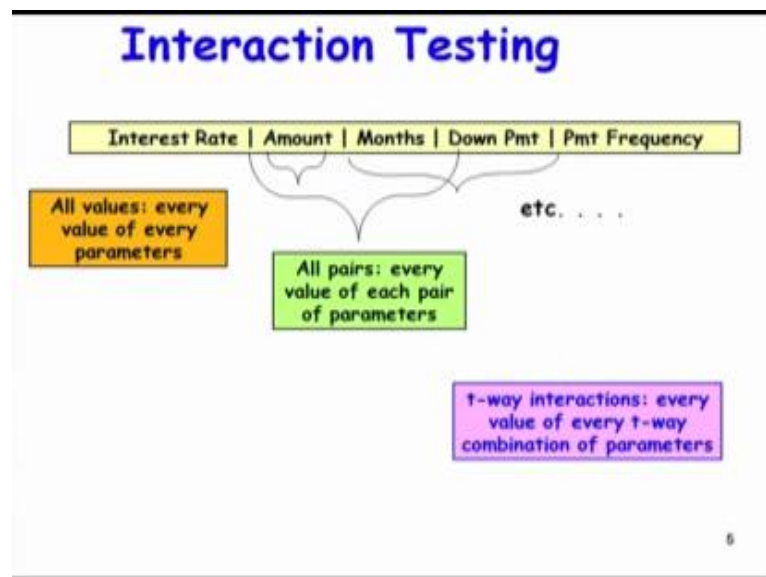 Interaction Testing
Interest Rate | Amount | Months | Down Pmt | Pmt Frequency
All values: every
value of every
parameters
etc. . . .
All pairs: every
value of each pair
of parameters
t-way interactions: every
value of every t-way
combination of parameters
5